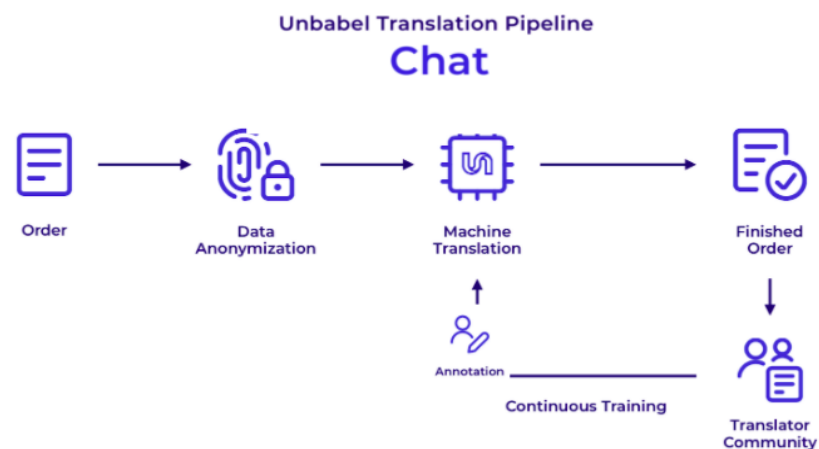 Unbabel Translation Pipeline
Chat
Order
Data
Anonymization
Machine
Translation
Finished
Order
Annotation
Continuous Training
Translator
Community